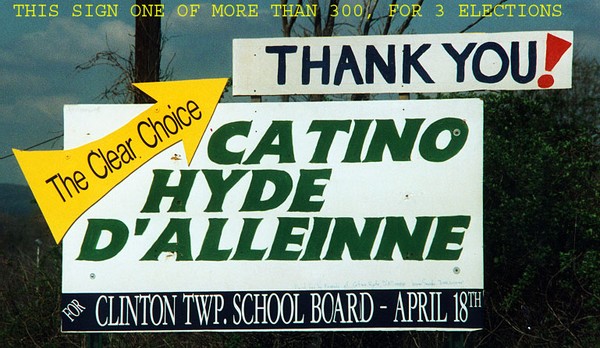 THIS SIGN ONE OF MORE THAN 300, FOR 3 ELECTIONS
THANK YOU!
The Clear Choice
CATINO
HYDE
D'ALLEINNE
FOR CLINTON TWP. SCHOOL BOARD - APRIL 18TH